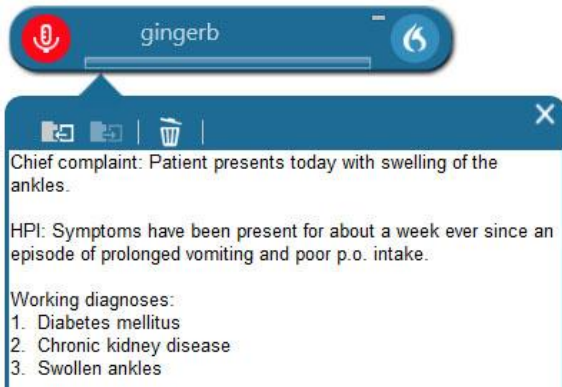 gingerb
Chief complaint: Patient presents today with swelling of the
ankles.
HPI: Symptoms have been present for about a week ever since an
episode of prolonged vomiting and poor p.o. intake.
Working diagnoses:
1. Diabetes mellitus
2. Chronic kidney disease
3. Swollen ankles